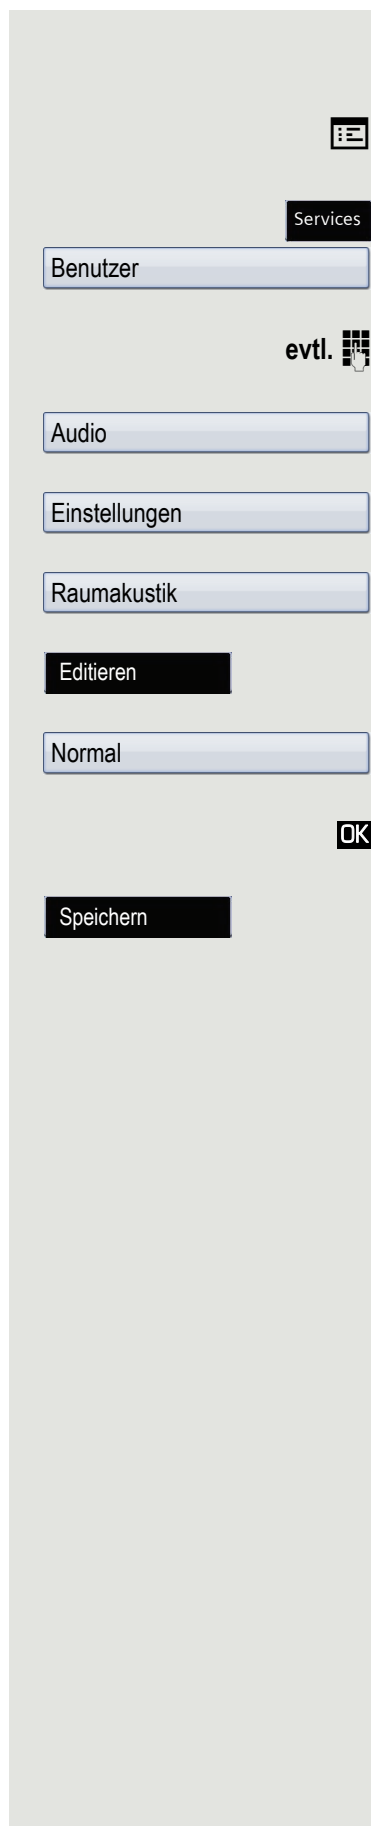 Services
Benutzer
evtl.
Audio
Einstellungen
Raumakustik
Editieren
Normal
OK
Speichern